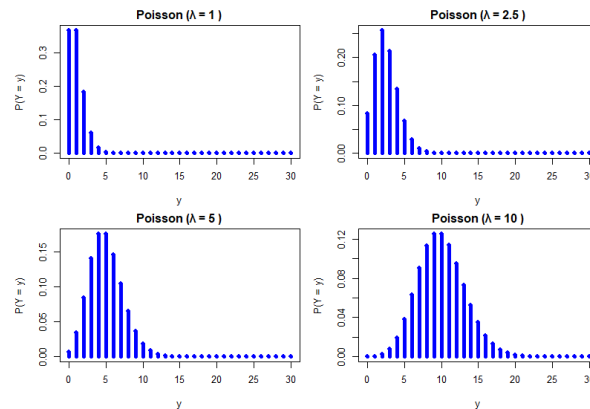 Poisson (λ = 1 )
P(Y = y)
0.0 0.1 0.2 0.3
0 5 10 15 20 25 30
y
Poisson (λ = 2.5 )
P(Y = y)
0.00 0.10 0.20
0 5 10 15 20 25 30
y
Poisson (λ = 5 )
P(Y = y)
0.00 0.05 0.10 0.15
0 5 10 15 20 25 30
y
Poisson (λ = 10 )
P(Y = y)
0.00 0.04 0.08 0.12
0 5 10 15 20 25 30
y